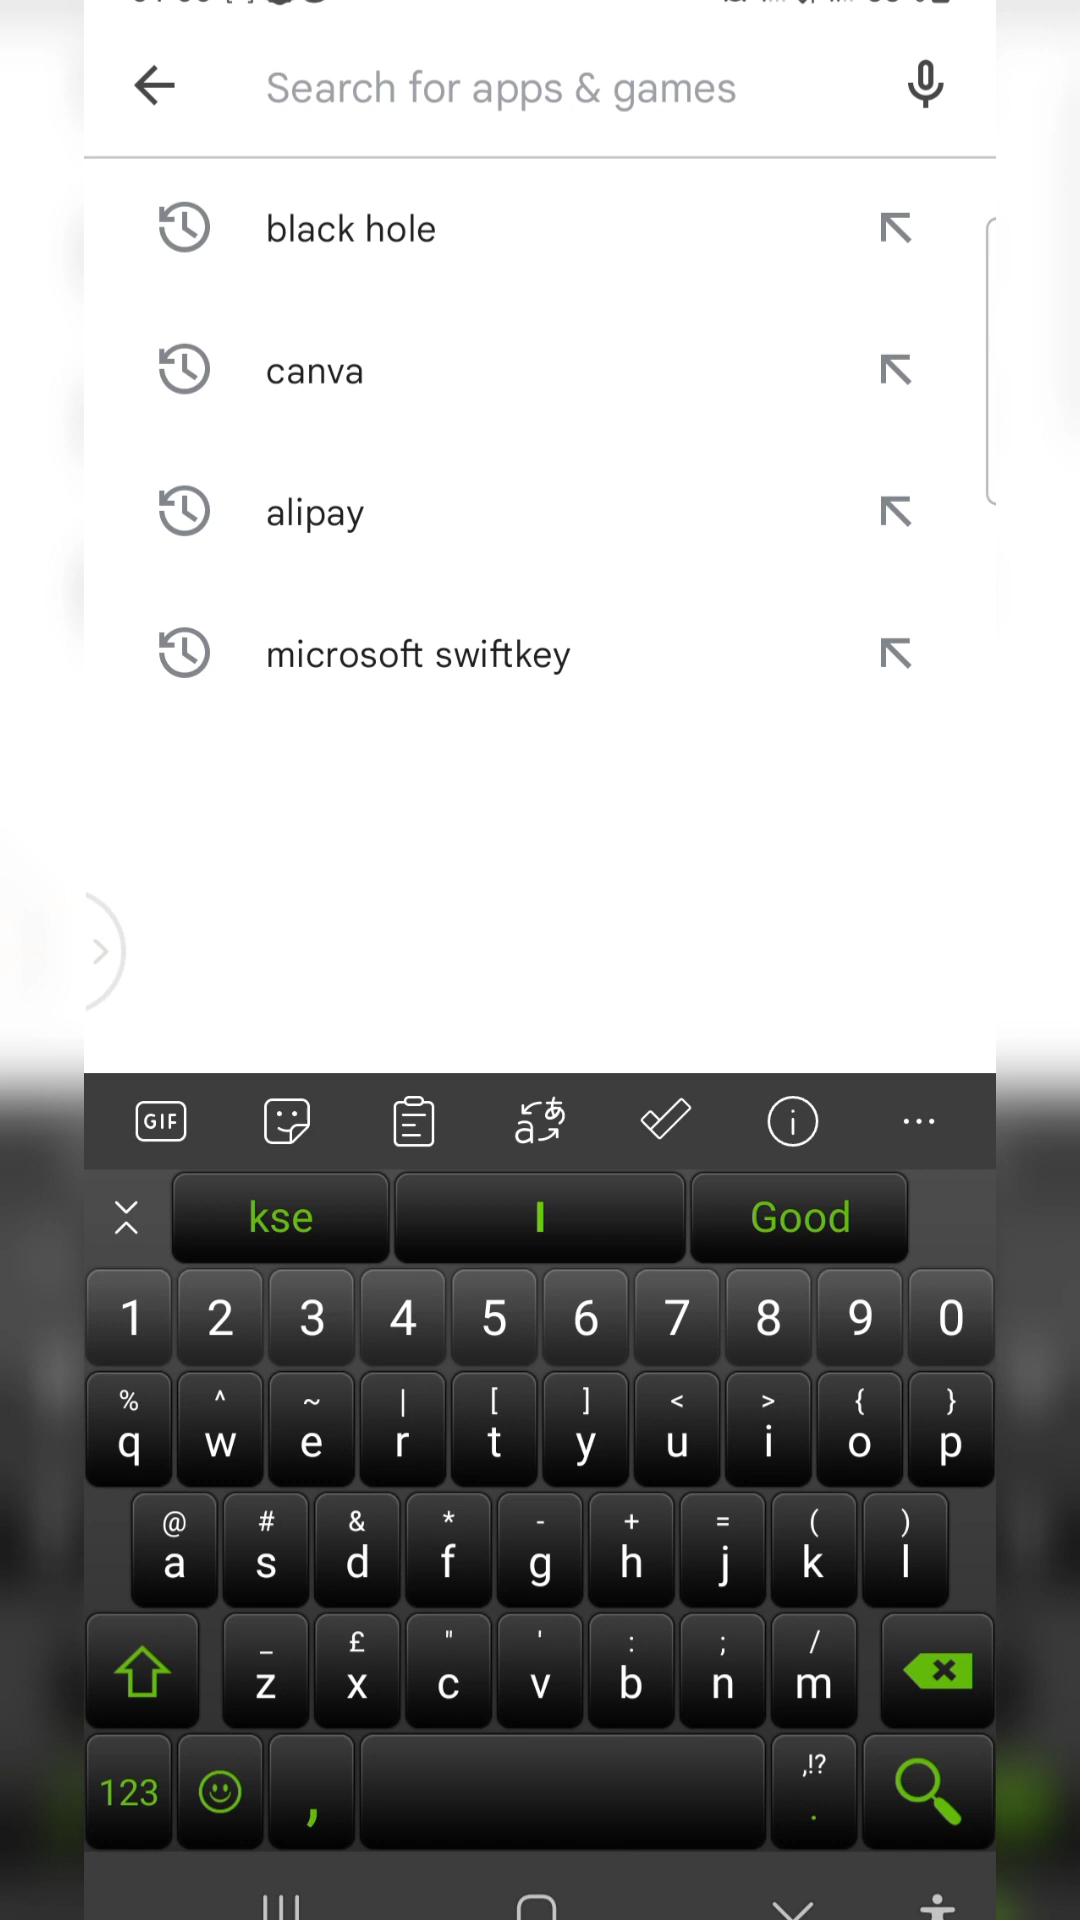 Search for apps & games
black hole
canva
alipay
microsoft swiftkey
GIF
kse I Good
1 2 3 4 5 6 7 8 9 0
% ^ ~ | [ ] < > { }
q w e r t y u i o p
@ # & * - + = ( )
a s d f g h j k l
_ £ " ' : ; /
z x c v b n m
,!?
123 , .